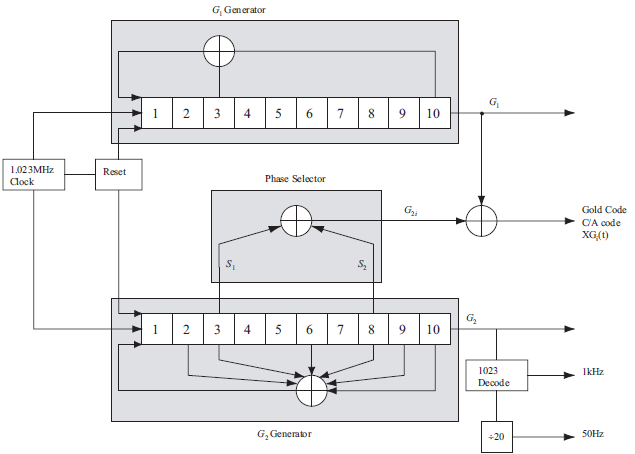 G₁ Generator
1 2 3 4 5 6 7 8 9 10
G₁
1.023MHz
Clock
Reset
Phase Selector
G₂ᵢ
Gold Code
C/A code
XGᵢ(t)
S₁
S₂
1 2 3 4 5 6 7 8 9 10
G₂
1023
Decode
1kHz
÷20
50Hz
G₂ Generator